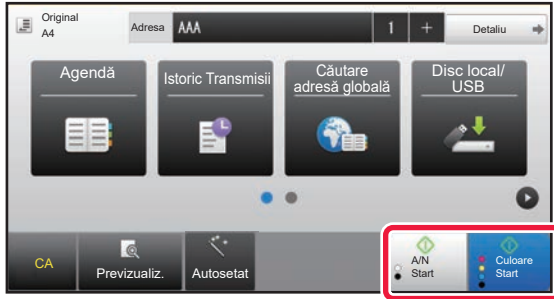 Original
A4
Adresa
AAA
1
+
Detaliu
Agendă
Istoric Transmisii
Căutare
adresă globală
Disc local/
USB
CA
Previzualiz.
Autosetat
A/N
Start
Culoare
Start